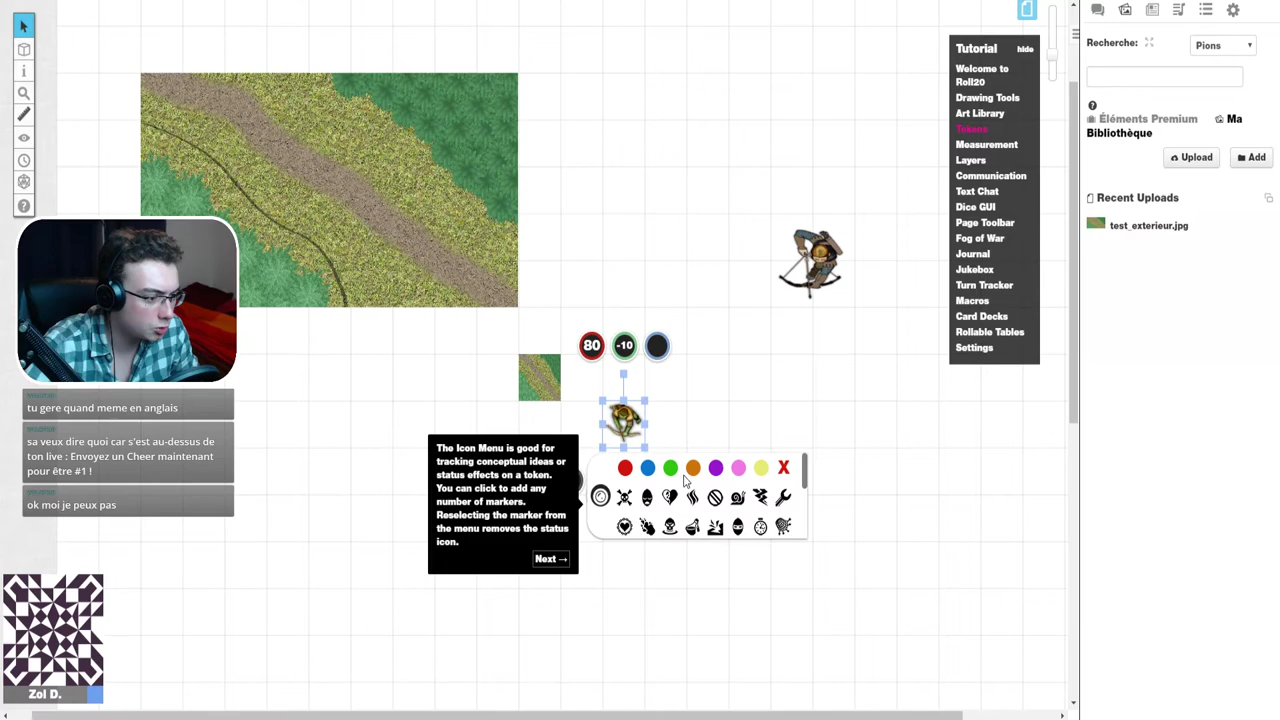 Tutorial
hide
Welcome to
Roll20
Drawing Tools
Art Library
Tokens
Measurement
Layers
Communication
Text Chat
Dice GUI
Page Toolbar
Fog of War
Journal
Jukebox
Turn Tracker
Macros
Card Decks
Rollable Tables
Settings
Recherche:
Pions
Éléments Premium
Ma
Bibliothèque
Upload
Add
Recent Uploads
test_exterieur.jpg
80
-10
The Icon Menu is good for
tracking conceptual ideas or
status effects on a token.
You can click to add any
number of markers.
Reselecting the marker from
the menu removes the status
icon.
Next →
X
tu gere quand meme en anglais
sa veux dire quoi car s'est au-dessus de
ton live : Envoyez un Cheer maintenant
pour être #1 !
ok moi je peux pas
Zol D.